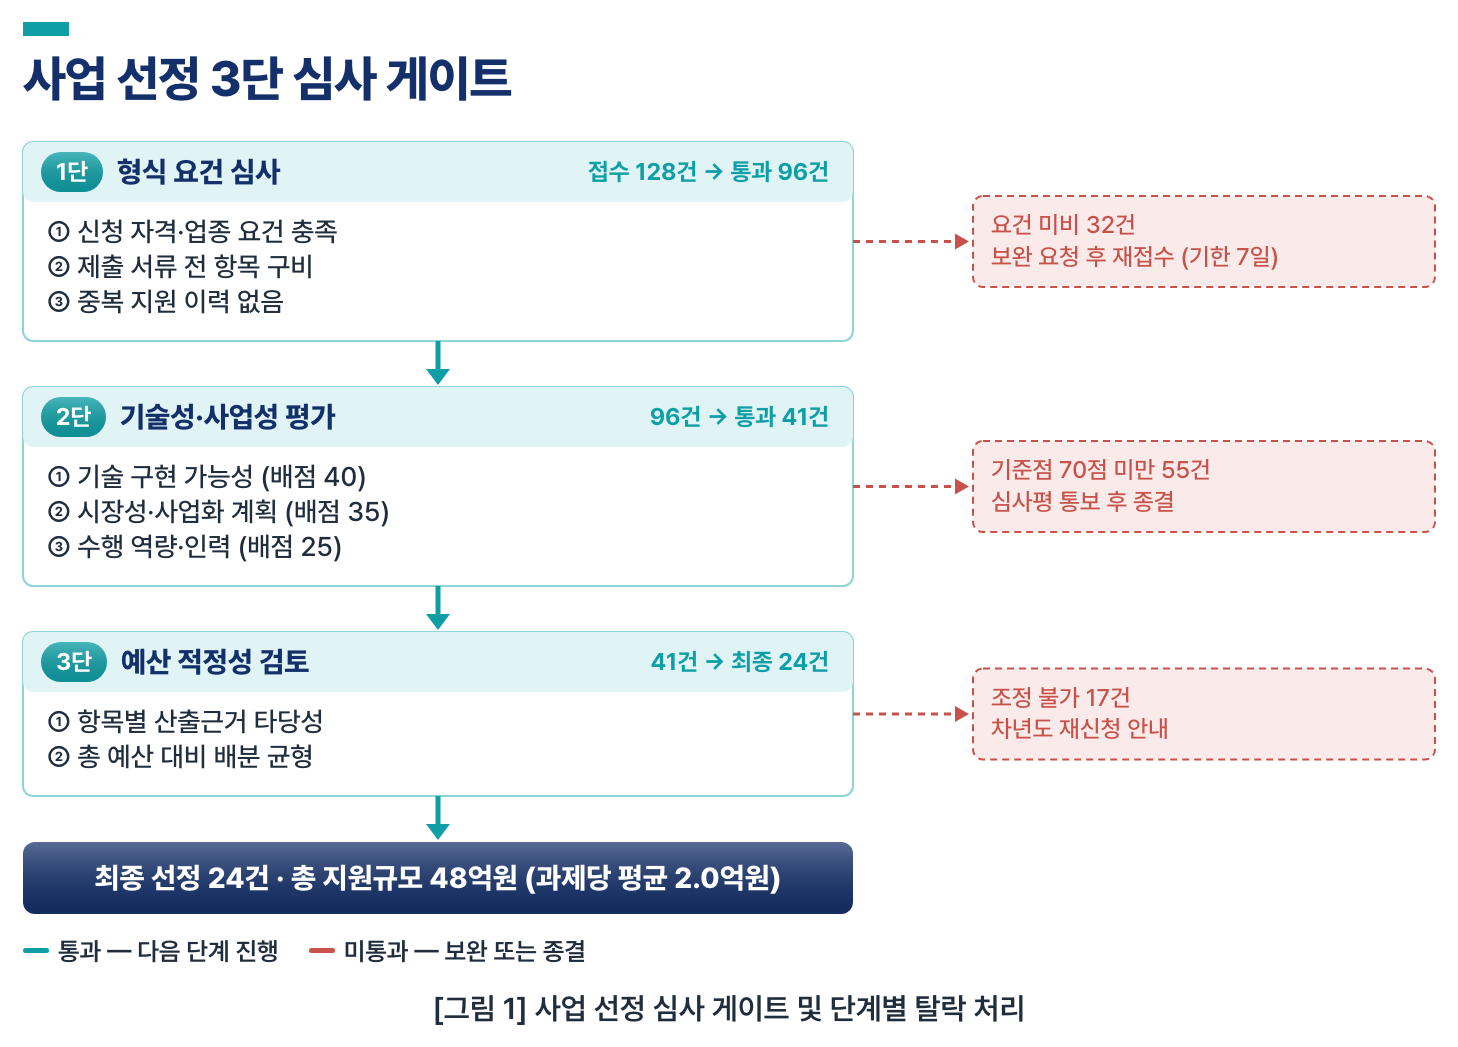 사업 선정 3단 심사 게이트
1단 형식 요건 심사 접수 128건 → 통과 96건
① 신청 자격·업종 요건 충족
② 제출 서류 전 항목 구비
③ 중복 지원 이력 없음
요건 미비 32건
보완 요청 후 재접수 (기한 7일)
2단 기술성·사업성 평가 96건 → 통과 41건
① 기술 구현 가능성 (배점 40)
② 시장성·사업화 계획 (배점 35)
③ 수행 역량·인력 (배점 25)
기준점 70점 미만 55건
심사평 통보 후 종결
3단 예산 적정성 검토 41건 → 최종 24건
① 항목별 산출근거 타당성
② 총 예산 대비 배분 균형
조정 불가 17건
차년도 재신청 안내
최종 선정 24건 · 총 지원규모 48억원 (과제당 평균 2.0억원)
통과 — 다음 단계 진행 미통과 — 보완 또는 종결
[그림 1] 사업 선정 심사 게이트 및 단계별 탈락 처리